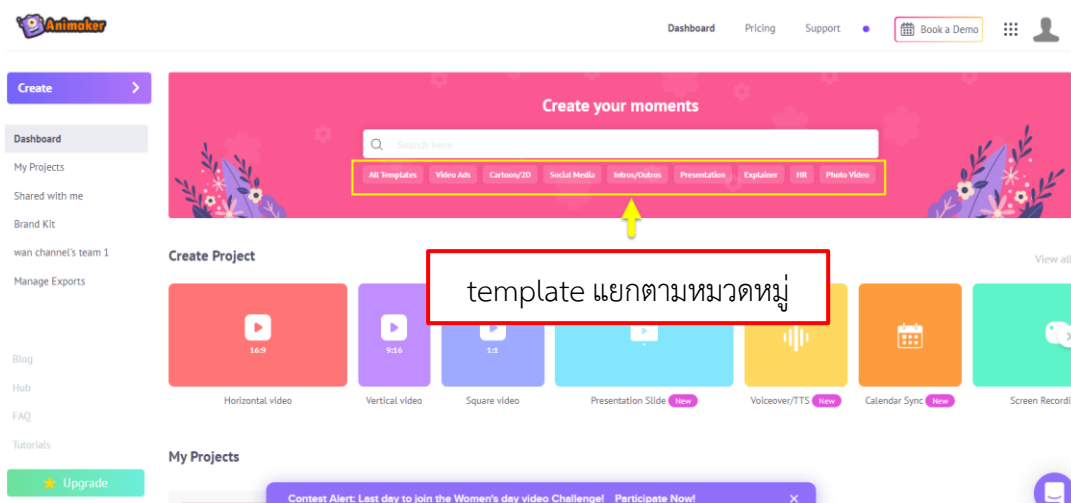 Animaker
Dashboard
Pricing
Support
Book a Demo
Create
Dashboard
My Projects
Shared with me
Brand Kit
wan channel's team 1
Manage Exports
Blog
Hub
FAQ
Tutorials
Upgrade
Create your moments
Search here
All Templates
Video Ads
Cartoon/2D
Social Media
Intros/Outros
Presentation
Explainer
HR
Photo Video
template แยกตามหมวดหมู่
Create Project
View all
16:9
9:16
1:1
Horizontal video
Vertical video
Square video
Presentation Slide New
Voiceover/TTS New
Calendar Sync New
Screen Recordi
My Projects
Contest Alert: Last day to join the Women's day video Challenge! Participate Now!